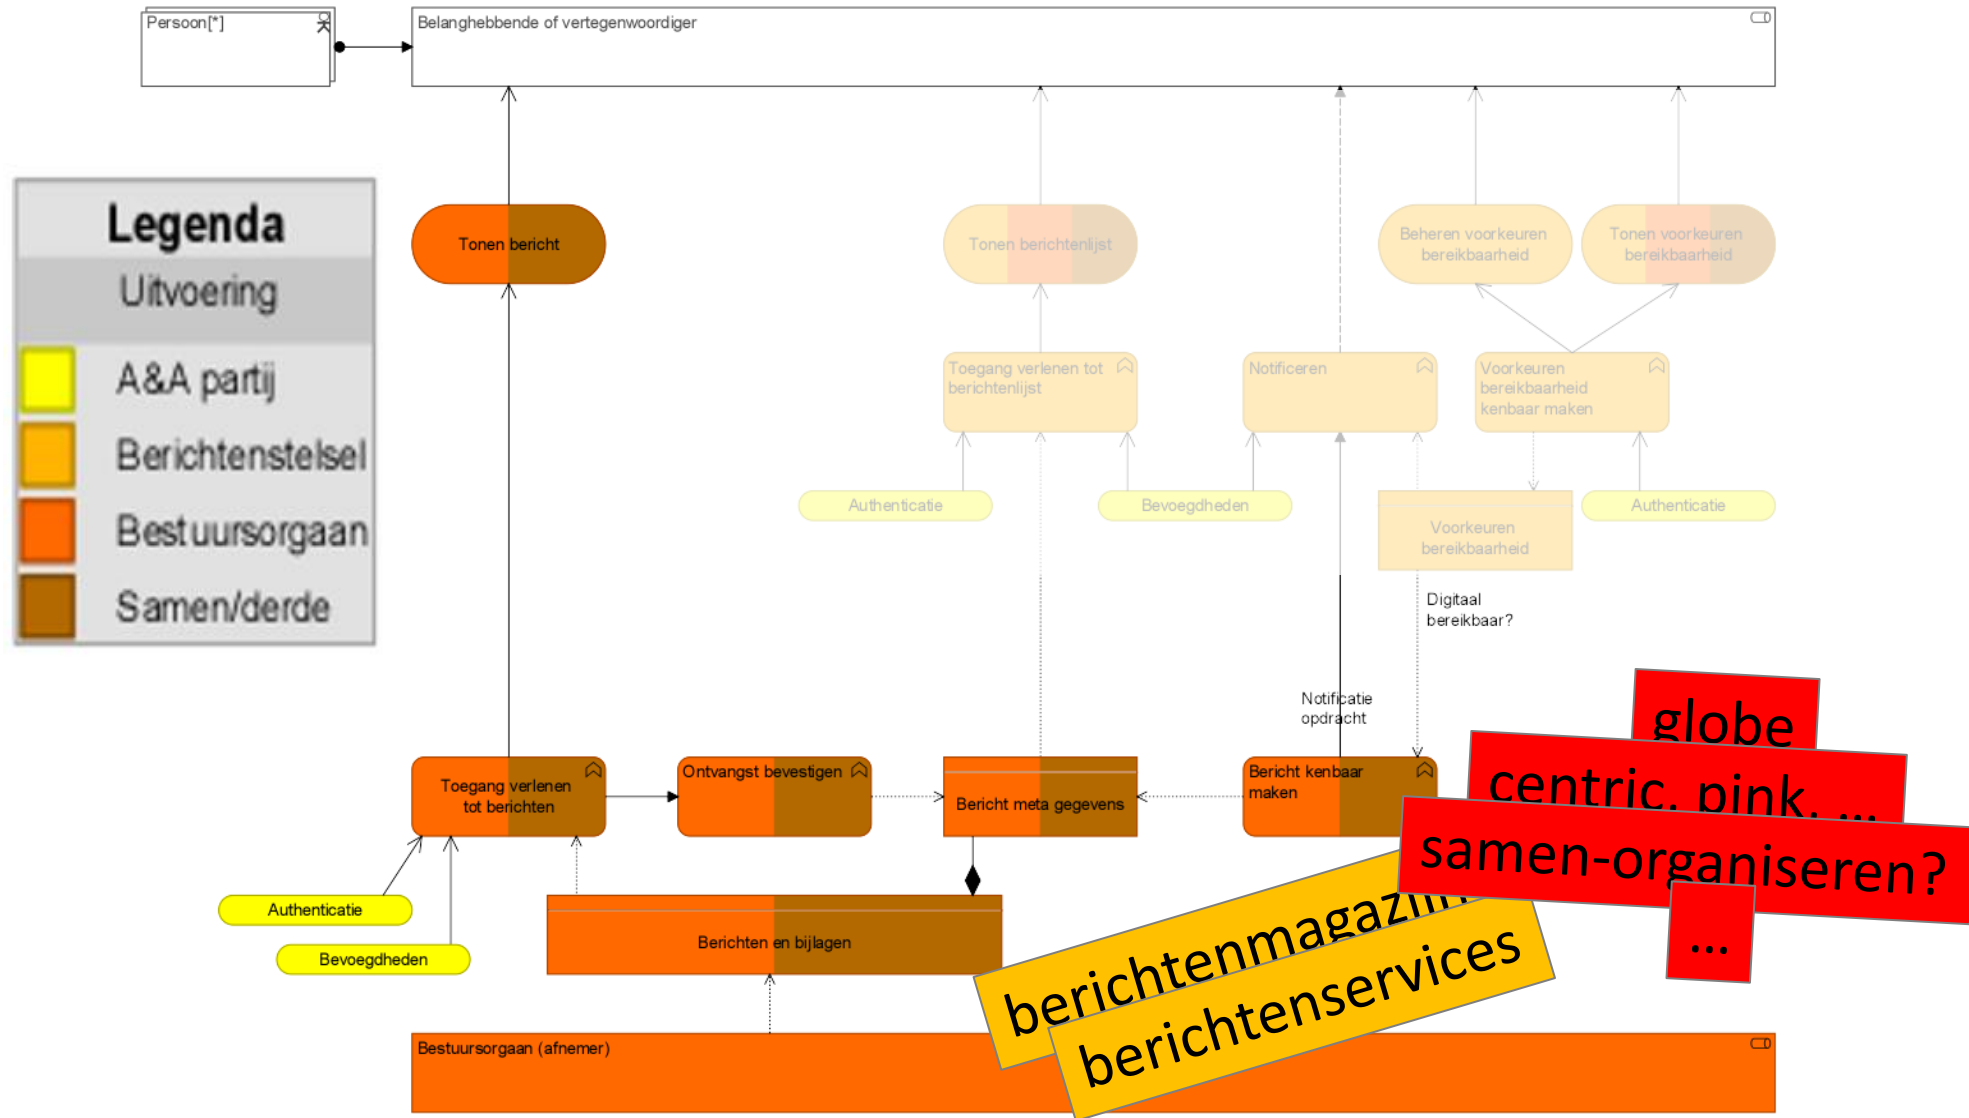 Persoon[*]
Belanghebbende of vertegenwoordiger
Legenda
Uitvoering
A&A partij
Berichtenstelsel
Bestuursorgaan
Samen/derde
Tonen bericht
Tonen berichtenlijst
Beheren voorkeuren
bereikbaarheid
Tonen voorkeuren
bereikbaarheid
Toegang verlenen tot
berichtenlijst
Notificeren
Voorkeuren
bereikbaarheid
kenbaar maken
Authenticatie
Bevoegdheden
Voorkeuren
bereikbaarheid
Authenticatie
Digitaal
bereikbaar?
Notificatie
opdracht
Toegang verlenen
tot berichten
Ontvangst bevestigen
Bericht meta gegevens
Bericht kenbaar
maken
globe
centric, pink, ...
samen-organiseren?
...
Authenticatie
Bevoegdheden
Berichten en bijlagen
berichtenmagazijn
berichtenservices
Bestuursorgaan (afnemer)